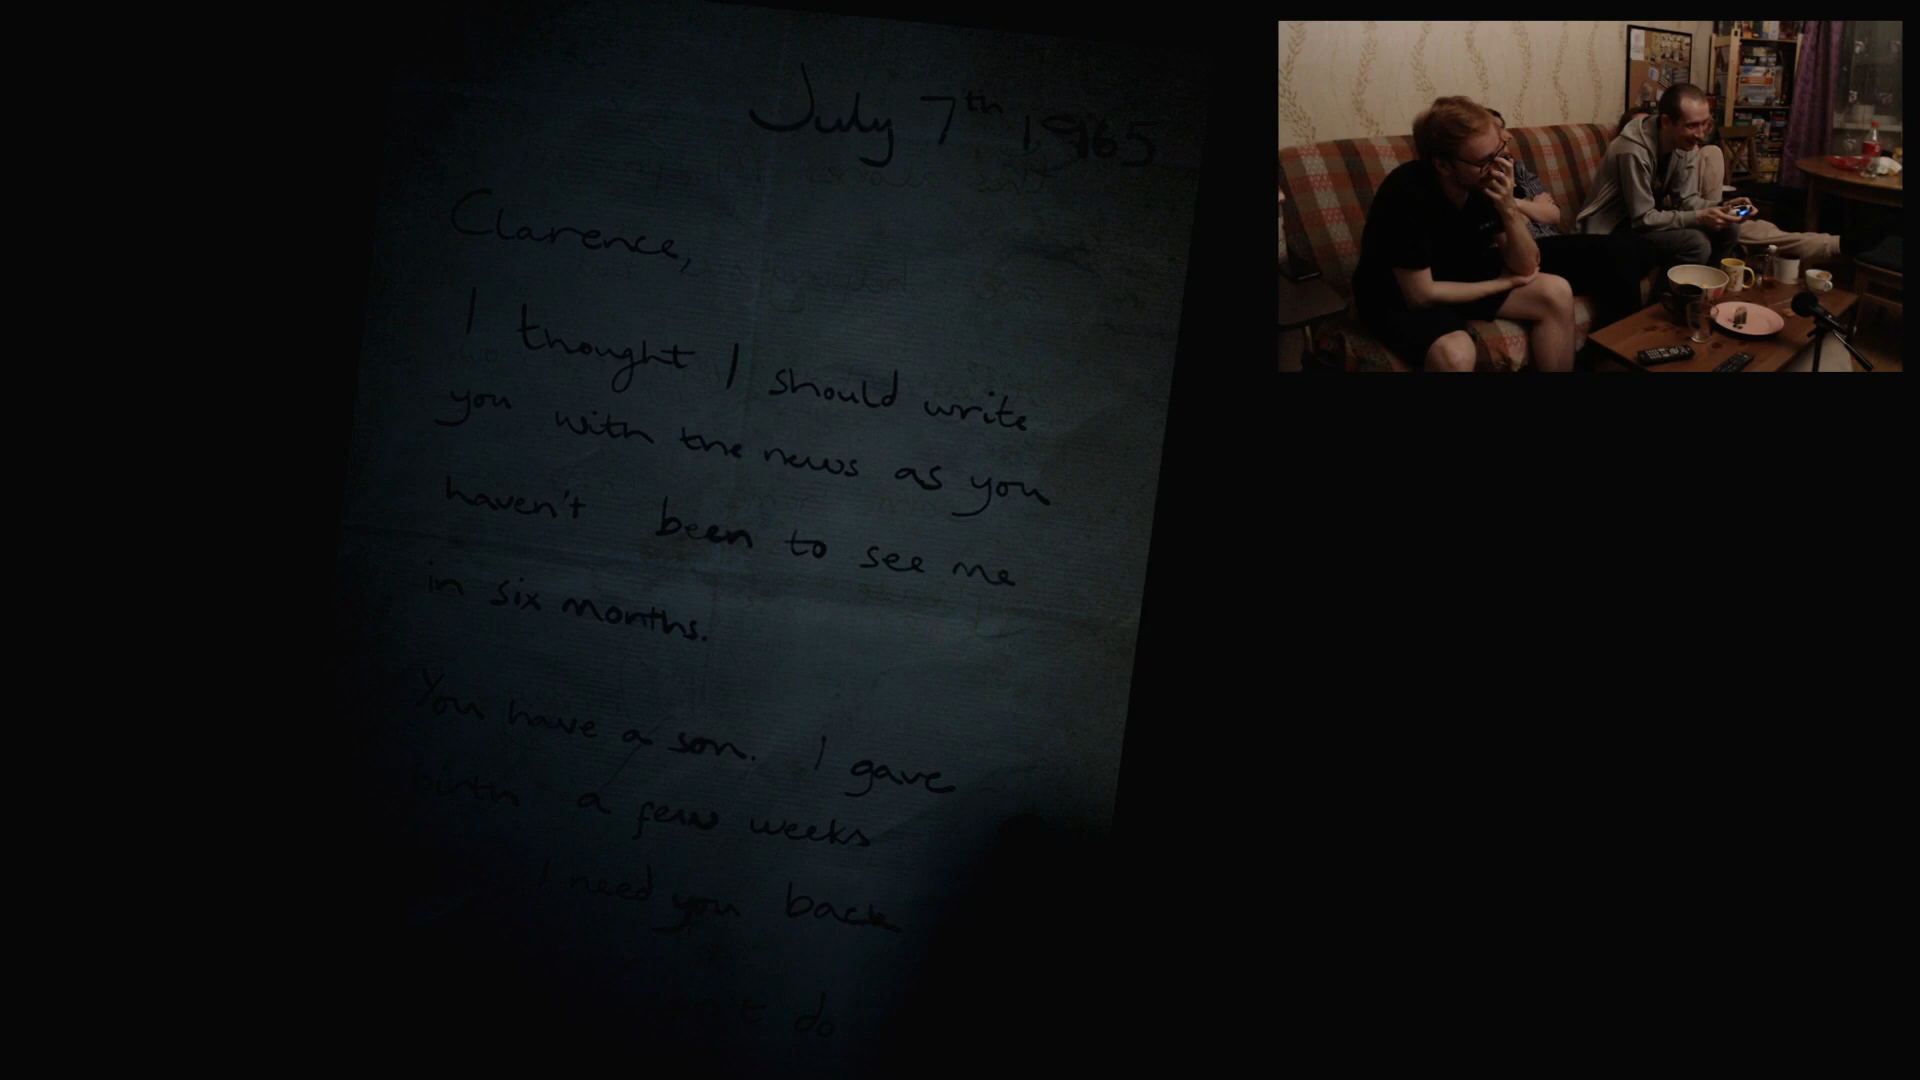 July 7th 1965
Clarence,
I thought I should write
you with the news as you
haven't been to see me
in six months.
You have a son. I gave
birth a few weeks
I need you back
do